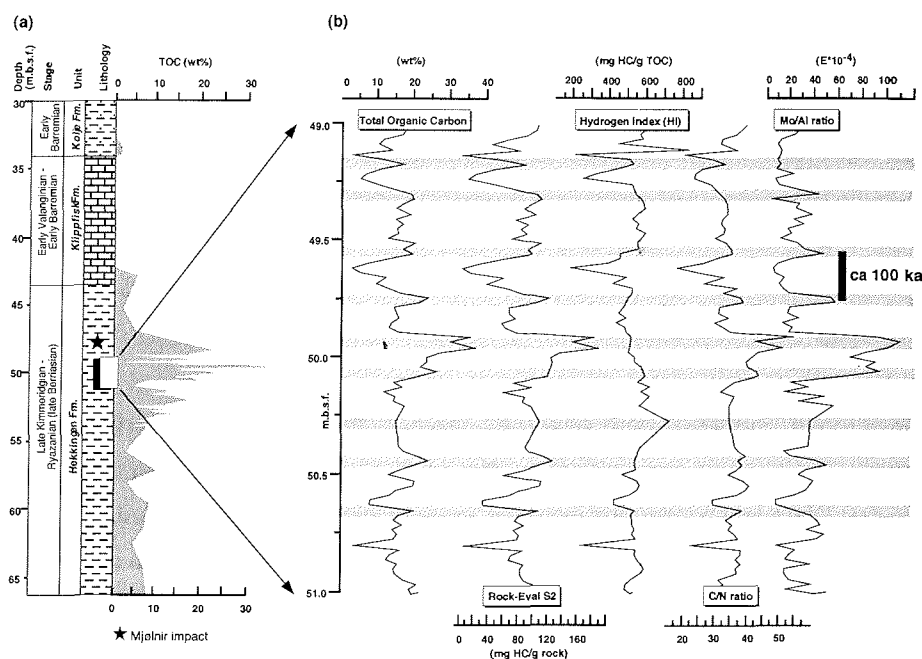 (a)
(b)
Depth
(m.b.s.f.)
Stage
Unit
Lithology
TOC (wt%)
0 10 20 30
30
35
40
45
50
55
60
65
Early
Barremian
Early Valanginian -
Early Barremian
Late Kimmeridgian -
Ryazanian (late Berriasian)
Kolje Fm.
Klippfisk Fm.
Hekkingen Fm.
0 10 20 30
★ Mjølnir impact
(wt%)
0 10 20 30 40
(mg HC/g TOC)
200 400 600 800
(E*10-4)
0 20 40 60 100
Total Organic Carbon
Hydrogen Index (HI)
Mo/Al ratio
49.0
49.5
50.0
50.5
51.0
m.b.s.f.
ca 100 ka
Rock-Eval S2
C/N ratio
0 40 80 120 160
(mg HC/g rock)
20 30 40 50